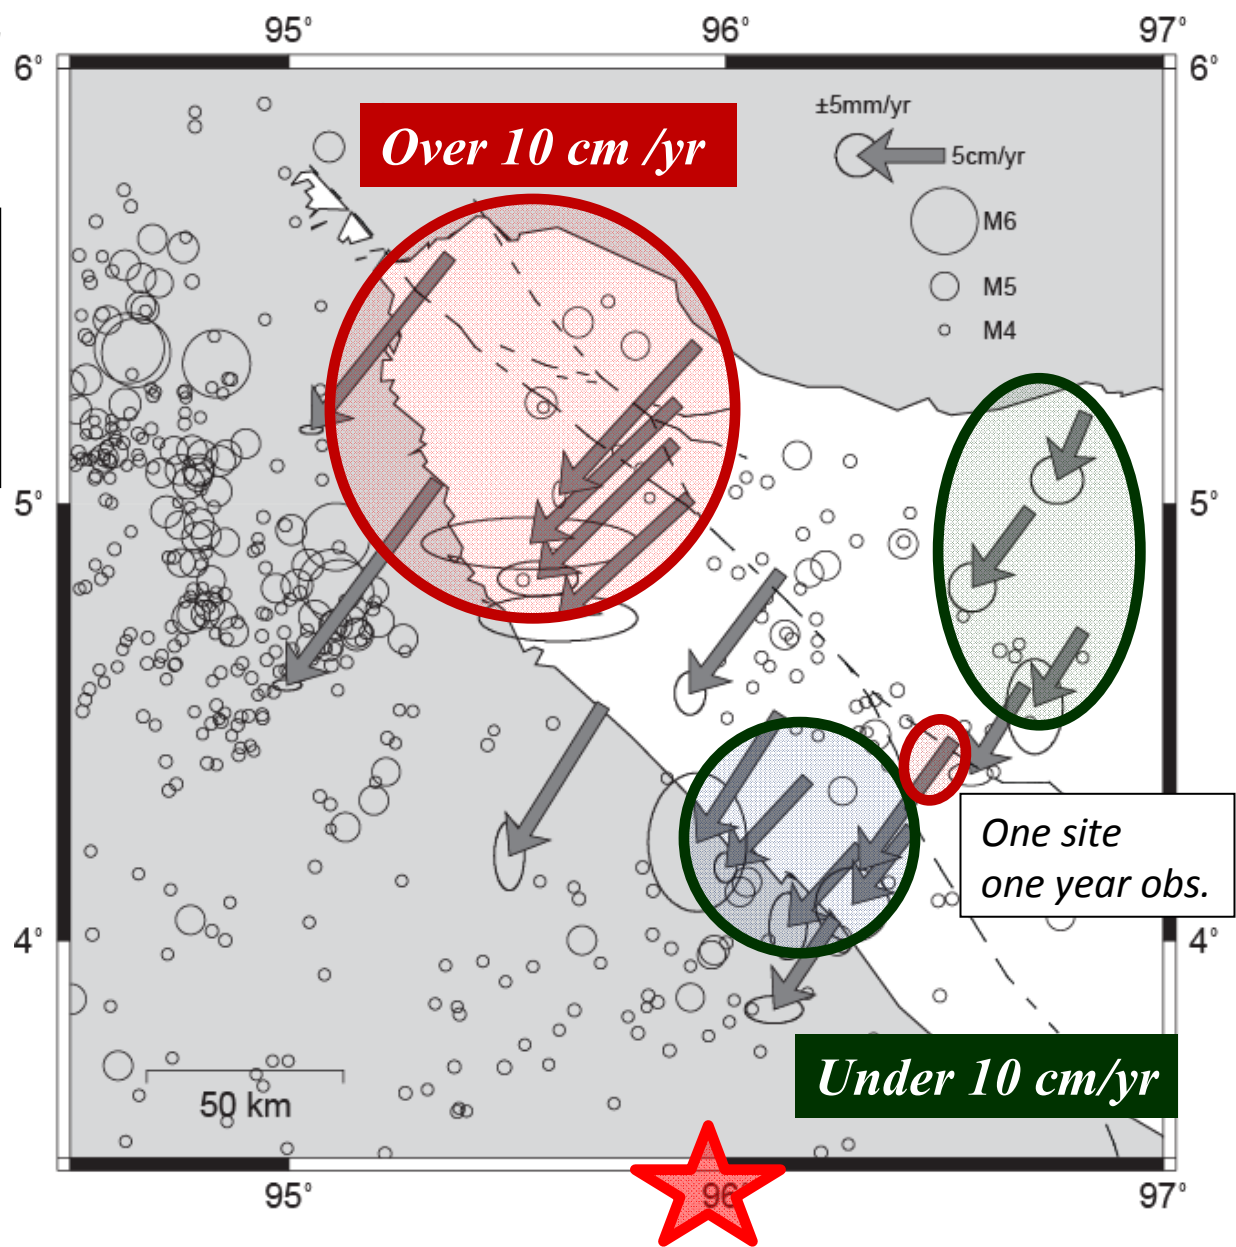 95°
96°
97°
6°
6°
±5mm/yr
Over 10 cm /yr
5cm/yr
M6
M5
M4
5°
5°
One site
one year obs.
4°
4°
Under 10 cm/yr
50 km
95°
96°
97°